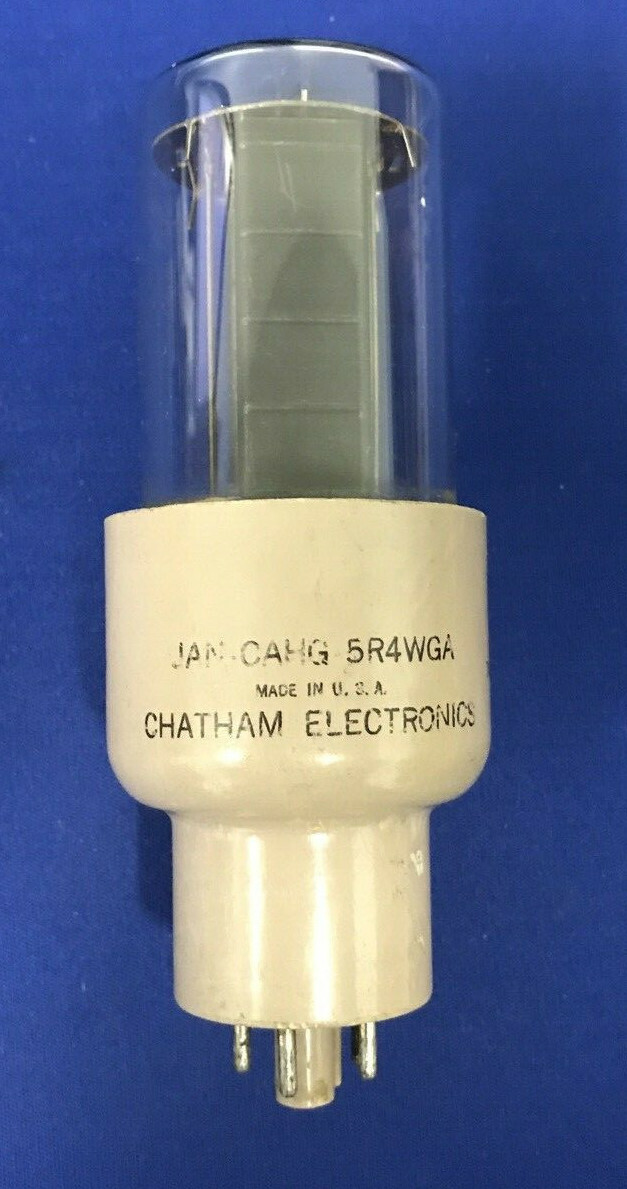 JAN-CAHG 5R4WGA
MADE IN U.S.A.
CHATHAM ELECTRONICS